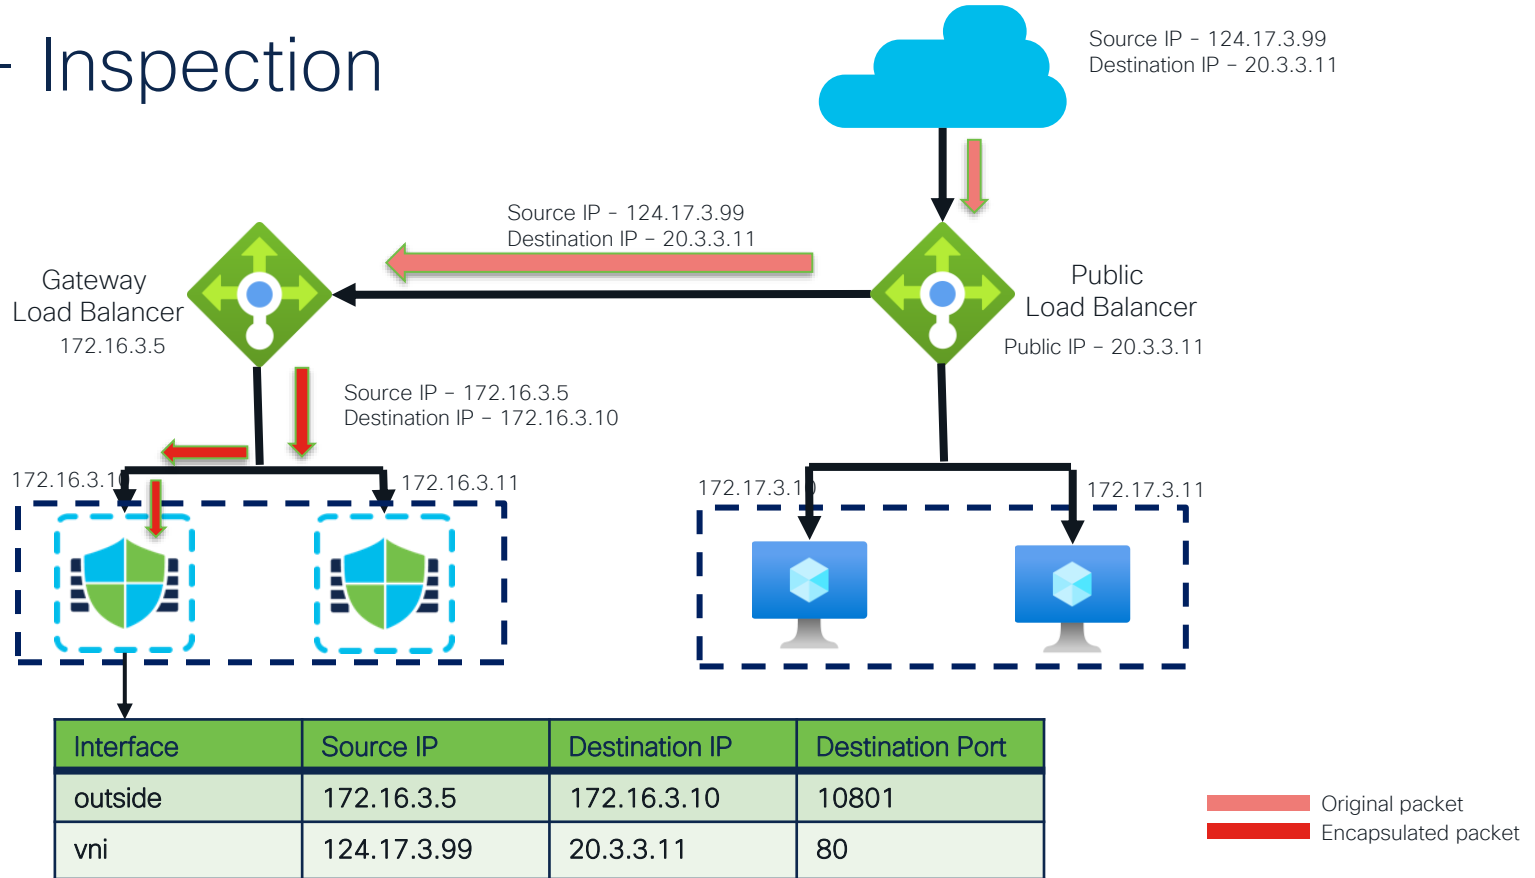 - Inspection
Source IP - 124.17.3.99
Destination IP – 20.3.3.11
Source IP - 124.17.3.99
Destination IP – 20.3.3.11
Gateway
Load Balancer
172.16.3.5
Public
Load Balancer
Public IP – 20.3.3.11
Source IP – 172.16.3.5
Destination IP – 172.16.3.10
172.16.3.10
172.16.3.11
172.17.3.10
172.17.3.11
Interface Source IP Destination IP Destination Port
outside 172.16.3.5 172.16.3.10 10801
vni 124.17.3.99 20.3.3.11 80
Original packet
Encapsulated packet